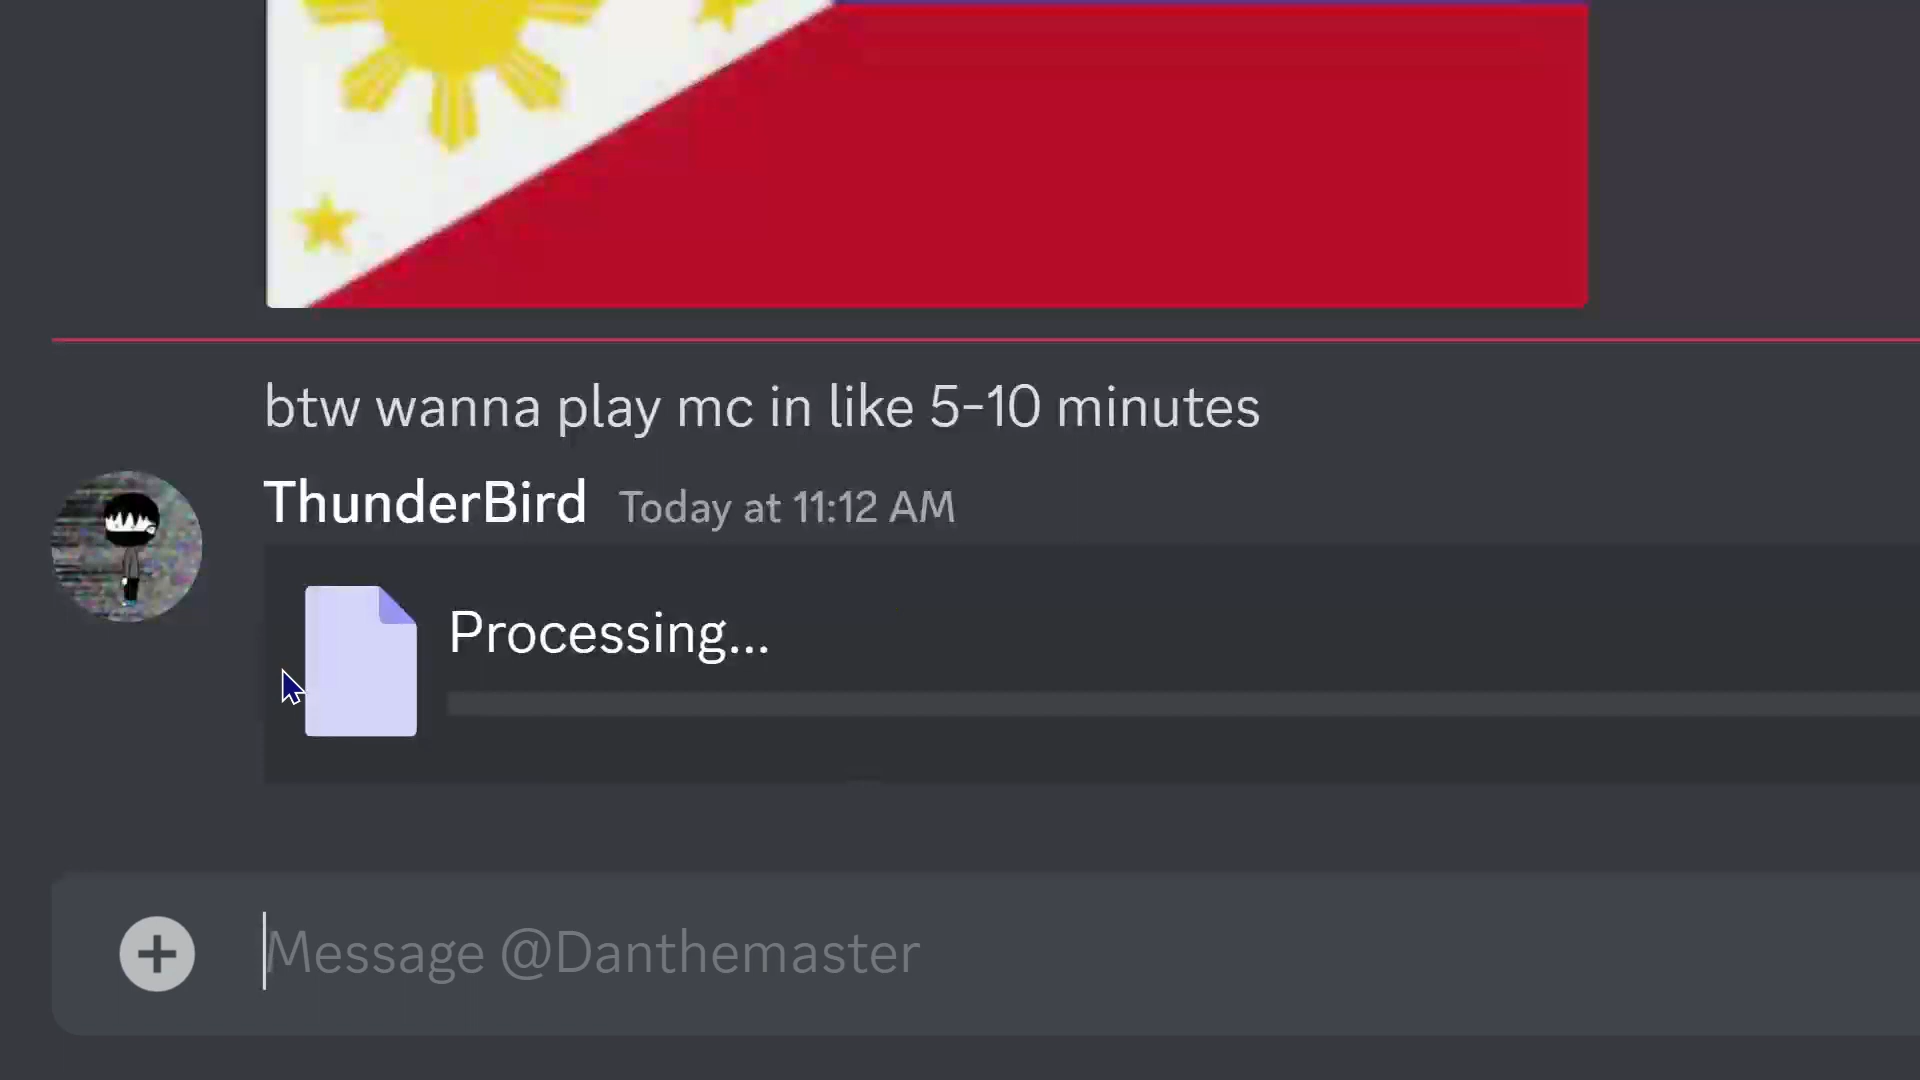 btw wanna play mc in like 5-10 minutes
ThunderBird Today at 11:12 AM
Processing...
Message @Danthemaster